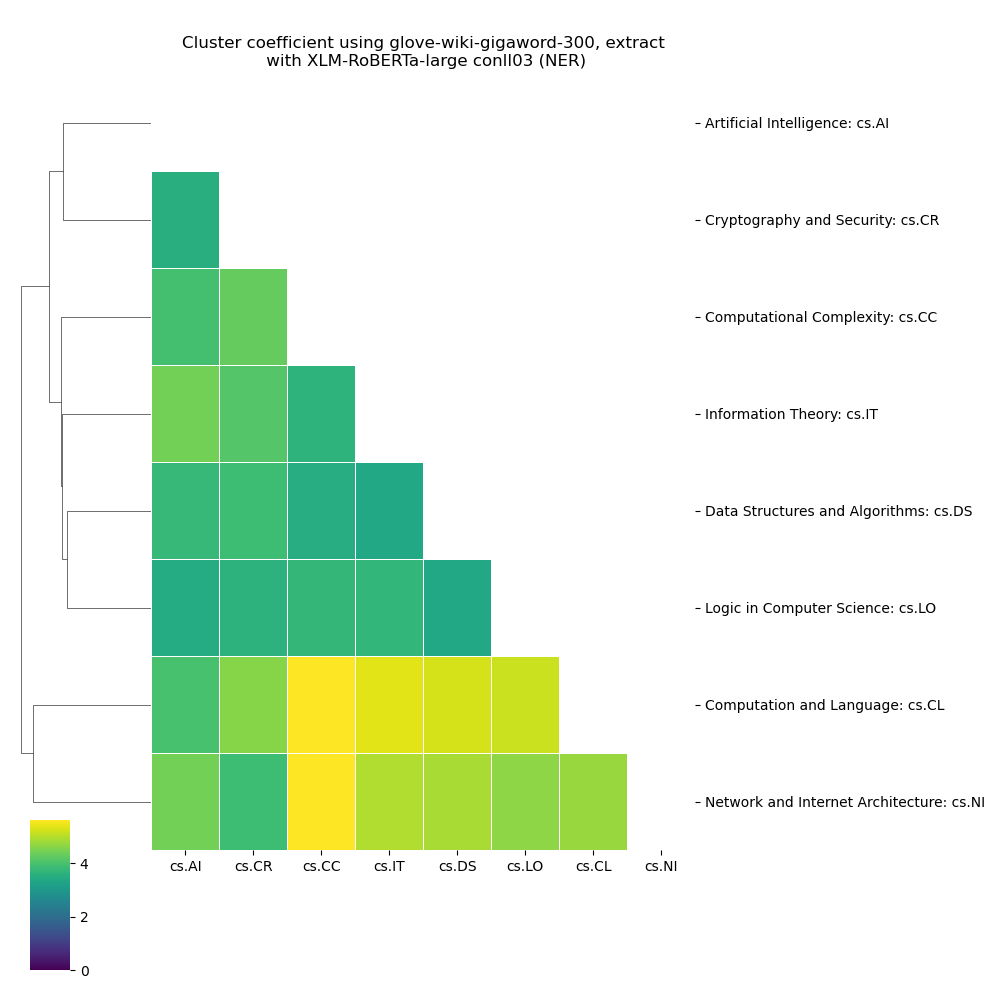 Cluster coefficient using glove-wiki-gigaword-300, extract
with XLM-RoBERTa-large conll03 (NER)
Artificial Intelligence: cs.AI
Cryptography and Security: cs.CR
Computational Complexity: cs.CC
Information Theory: cs.IT
Data Structures and Algorithms: cs.DS
Logic in Computer Science: cs.LO
Computation and Language: cs.CL
Network and Internet Architecture: cs.NI
cs.AI cs.CR cs.CC cs.IT cs.DS cs.LO cs.CL cs.NI
4
2
0